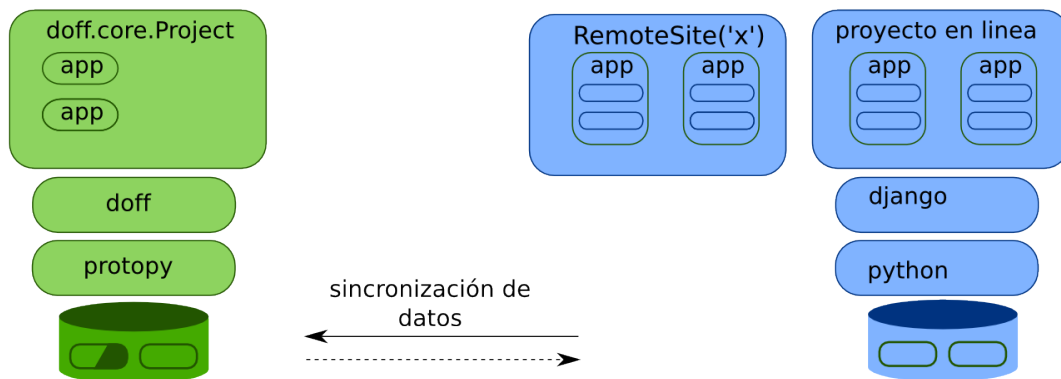 doff.core.Project
app
app
doff
protopy
sincronización de
datos
RemoteSite('x')
app
app
proyecto en linea
app
app
django
python